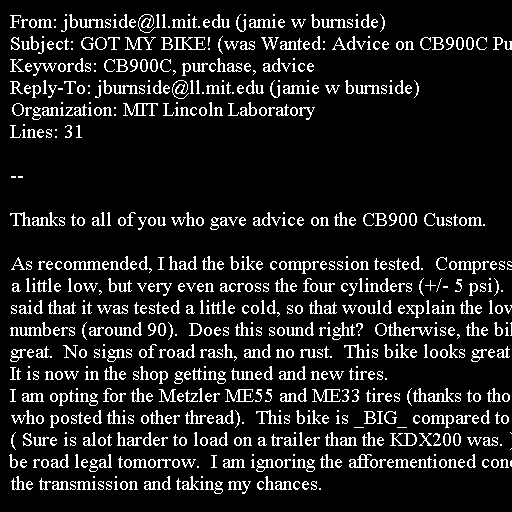 From: jburnside@ll.mit.edu (jamie w burnside)
Subject: GOT MY BIKE! (was Wanted: Advice on CB900C Pu
Keywords: CB900C, purchase, advice
Reply-To: jburnside@ll.mit.edu (jamie w burnside)
Organization: MIT Lincoln Laboratory
Lines: 31

--

Thanks to all of you who gave advice on the CB900 Custom.

As recommended, I had the bike compression tested.  Compress
a little low, but very even across the four cylinders (+/- 5 psi).
said that it was tested a little cold, so that would explain the lov
numbers (around 90).  Does this sound right?  Otherwise, the bil
great.  No signs of road rash, and no rust.  This bike looks great
It is now in the shop getting tuned and new tires.
I am opting for the Metzler ME55 and ME33 tires (thanks to tho
who posted this other thread).  This bike is _BIG_ compared to
( Sure is alot harder to load on a trailer than the KDX200 was. )
be road legal tomorrow.  I am ignoring the afforementioned conc
the transmission and taking my chances.